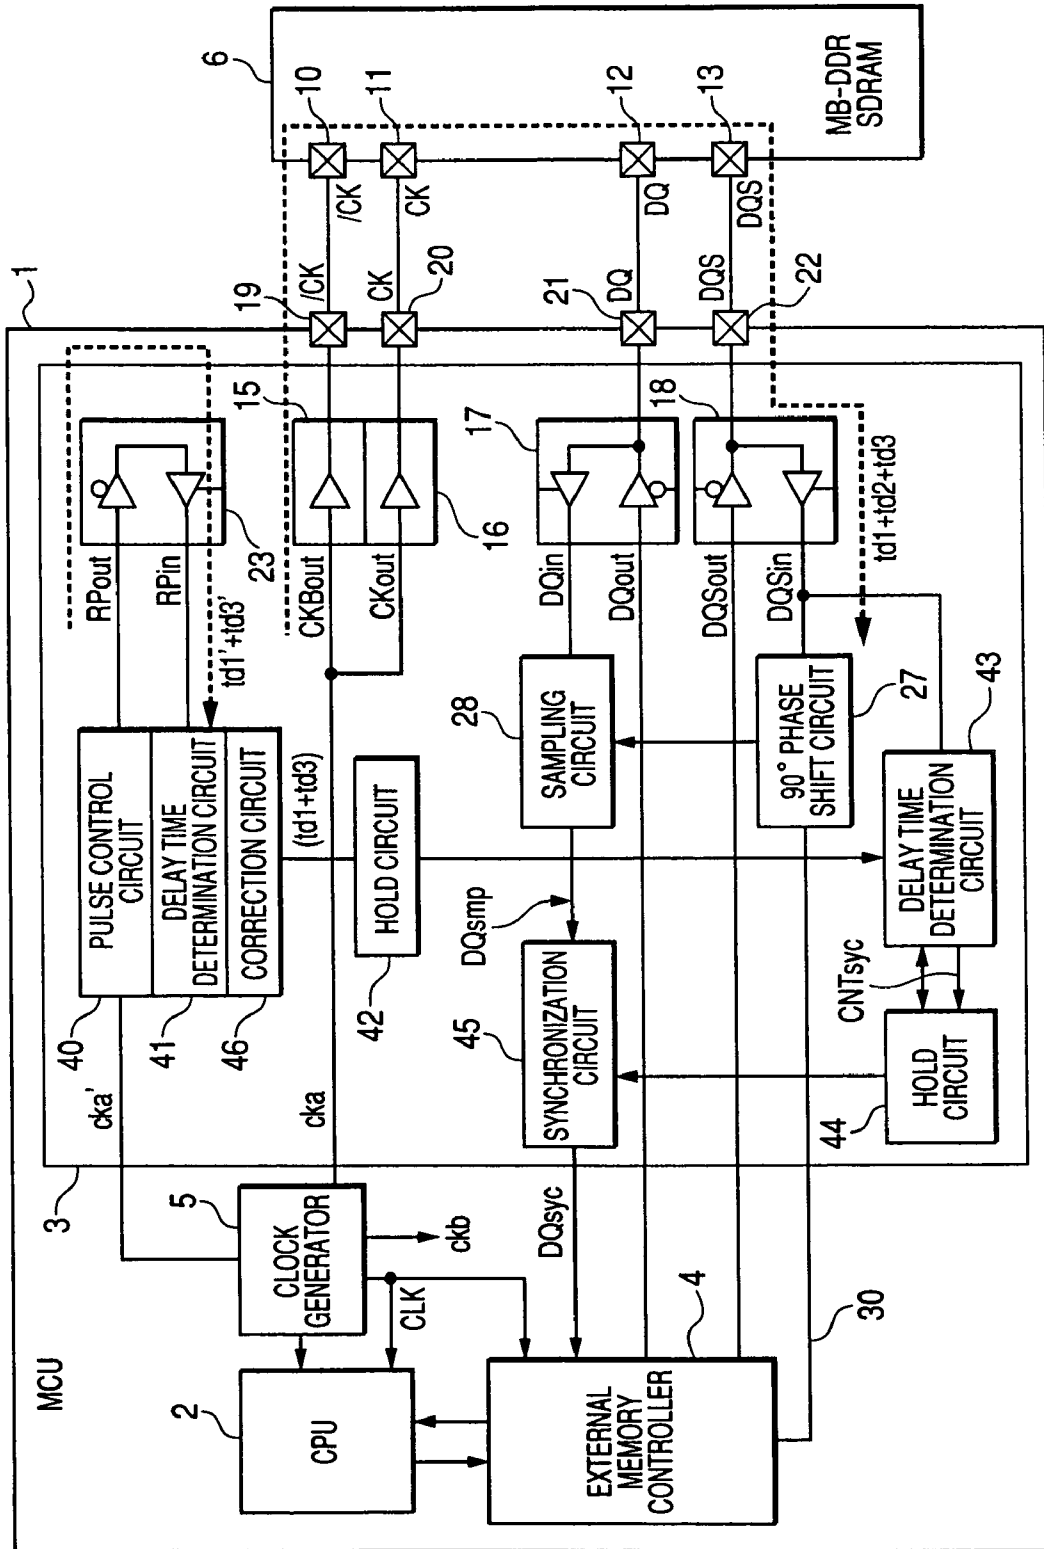 MCU
1
3
2
CPU
5
CLOCK
GENERATOR
CLK
ckb
cka'
cka
EXTERNAL
MEMORY
CONTROLLER
4
30
40
41
46
PULSE CONTROL
CIRCUIT
DELAY TIME
DETERMINATION CIRCUIT
CORRECTION CIRCUIT
RPout
RPin
td1'+td3'
23
(td1+td3)
HOLD CIRCUIT
42
15
16
CKBout
CKout
19
/CK
20
CK
/CK
10
CK
11
6
MB-DDR
SDRAM
17
DQin
DQout
21
DQ
DQ
12
18
DQSout
DQSin
22
DQS
DQS
13
td1+td2+td3
28
SAMPLING
CIRCUIT
DQsmp
45
SYNCHRONIZATION
CIRCUIT
DQsyc
90° PHASE
SHIFT CIRCUIT
27
43
DELAY TIME
DETERMINATION
CIRCUIT
CNTsyc
HOLD
CIRCUIT
44